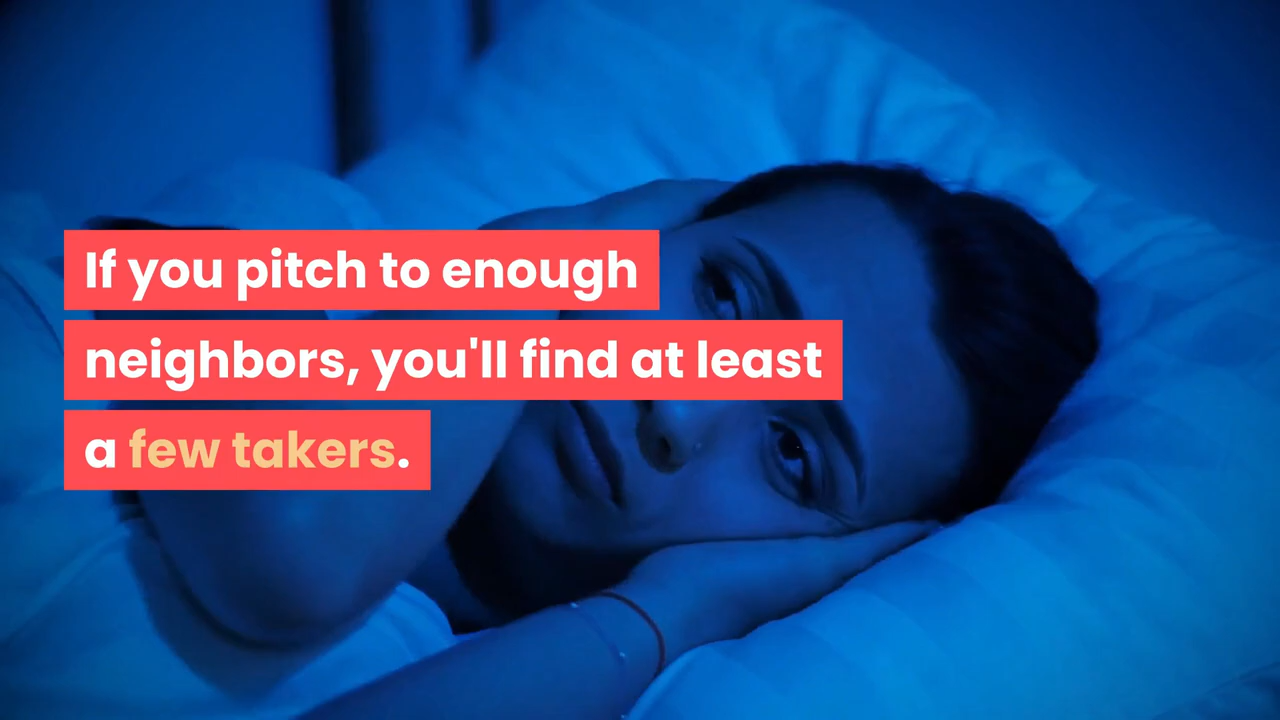 If you pitch to enough
neighbors, you'll find at least
a few takers.